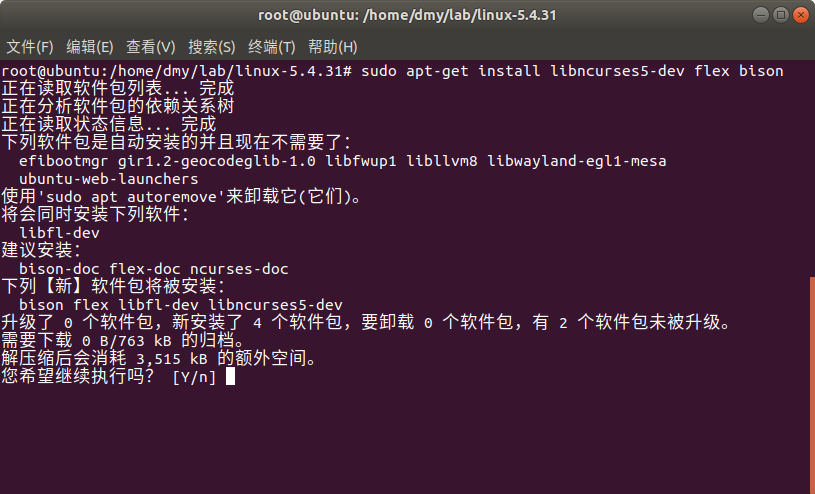 root@ubuntu: /home/dmy/lab/linux-5.4.31
文件(F) 编辑(E) 查看(V) 搜索(S) 终端(T) 帮助(H)
root@ubuntu:/home/dmy/lab/linux-5.4.31# sudo apt-get install libncurses5-dev flex bison
正在读取软件包列表... 完成
正在分析软件包的依赖关系树
正在读取状态信息... 完成
下列软件包是自动安装的并且现在不需要了：
  efibootmgr gir1.2-geocodeglib-1.0 libfwup1 libllvm8 libwayland-egl1-mesa
  ubuntu-web-launchers
使用'sudo apt autoremove'来卸载它(它们)。
将会同时安装下列软件：
  libfl-dev
建议安装：
  bison-doc flex-doc ncurses-doc
下列【新】软件包将被安装：
  bison flex libfl-dev libncurses5-dev
升级了 0 个软件包，新安装了 4 个软件包，要卸载 0 个软件包，有 2 个软件包未被升级。
需要下载 0 B/763 kB 的归档。
解压缩后会消耗 3,515 kB 的额外空间。
您希望继续执行吗？ [Y/n]